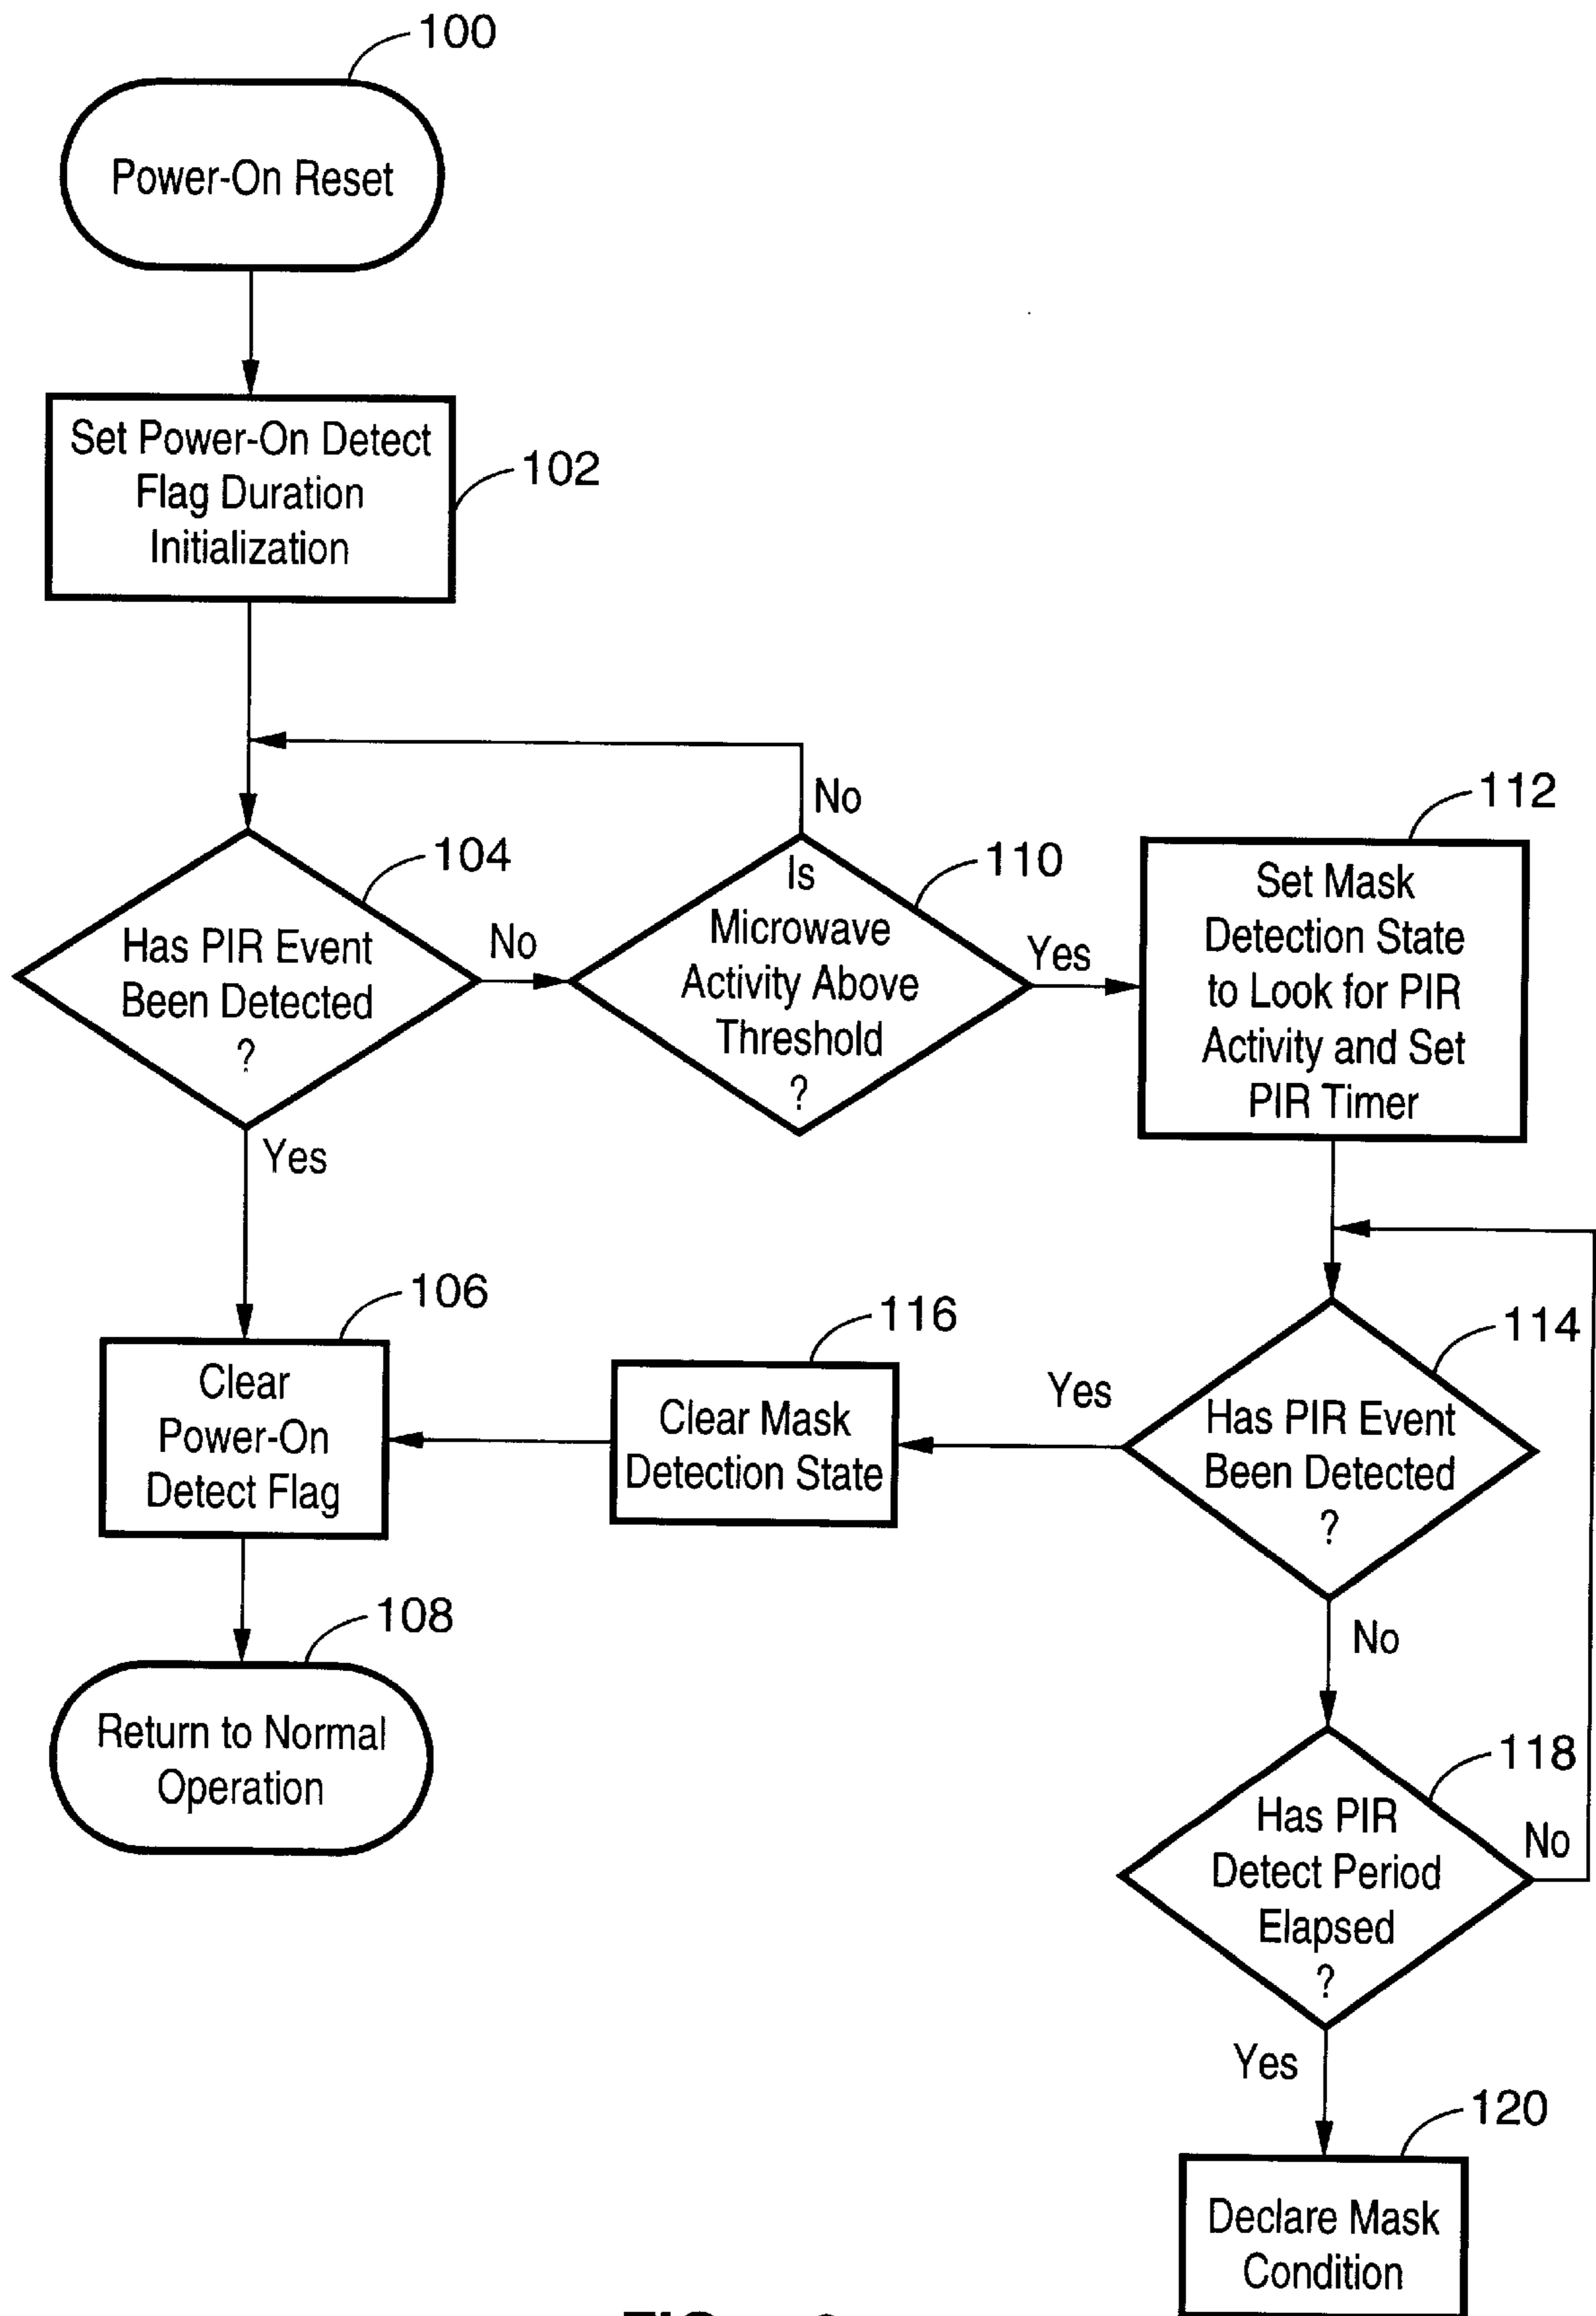 100
Power-On Reset
Set Power-On Detect
Flag Duration
Initialization
102
No
112
104
110
Has PIR Event
Been Detected
?
No
Is
Microwave
Activity Above
Threshold
?
Yes
Set Mask
Detection State
to Look for PIR
Activity and Set
PIR Timer
Yes
106
116
114
Clear
Power-On
Detect Flag
Clear Mask
Detection State
Yes
Has PIR Event
Been Detected
?
No
108
Return to Normal
Operation
118
Has PIR
Detect Period
Elapsed
?
No
Yes
120
Declare Mask
Condition